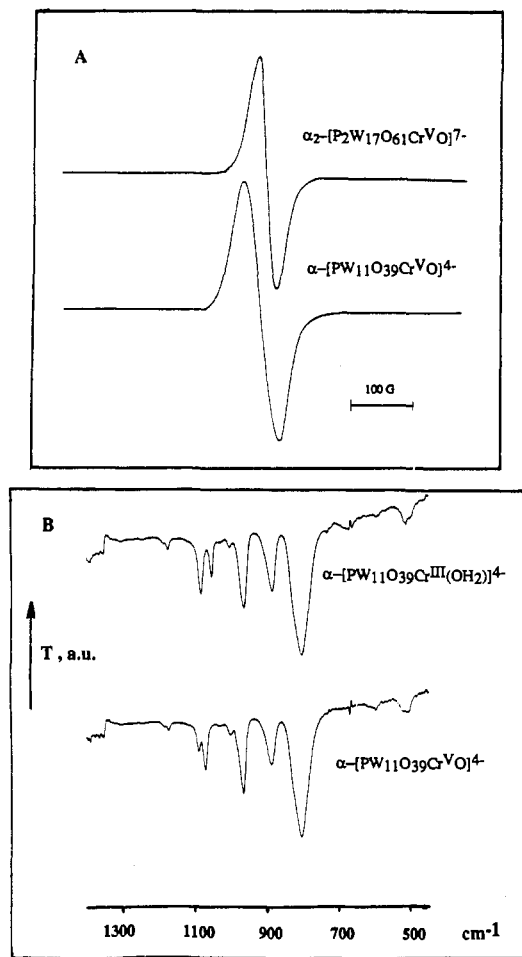 A
α₂-[P₂W₁₇O₆₁CrⱽO]⁷⁻
α-[PW₁₁O₃₉CrⱽO]⁴⁻
100 G
B
α-[PW₁₁O₃₉Crᴵᴵᴵ(OH₂)]⁴⁻
T , a.u.
α-[PW₁₁O₃₉CrⱽO]⁴⁻
1300 1100 900 700 500 cm⁻¹